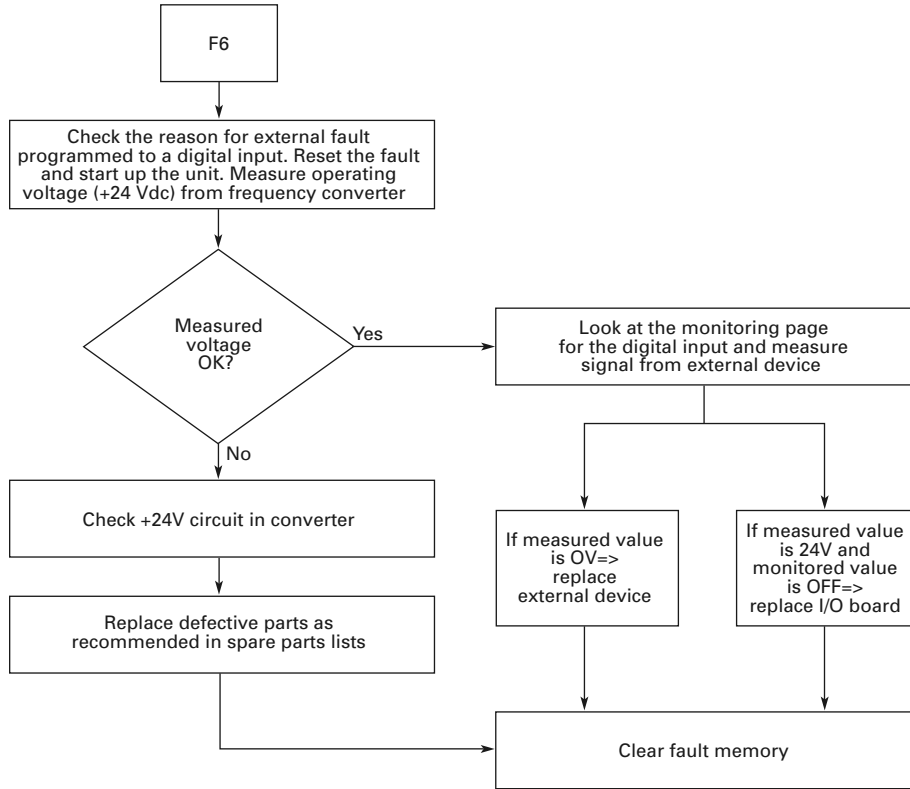 F6
Check the reason for external fault
programmed to a digital input. Reset the fault
and start up the unit. Measure operating
voltage (+24 Vdc) from frequency converter
Measured
voltage
OK?
Yes
Look at the monitoring page
for the digital input and measure
signal from external device
No
Check +24V circuit in converter
If measured value
is OV=>
replace
external device
If measured value
is 24V and
monitored value
is OFF=>
replace I/O board
Replace defective parts as
recommended in spare parts lists
Clear fault memory